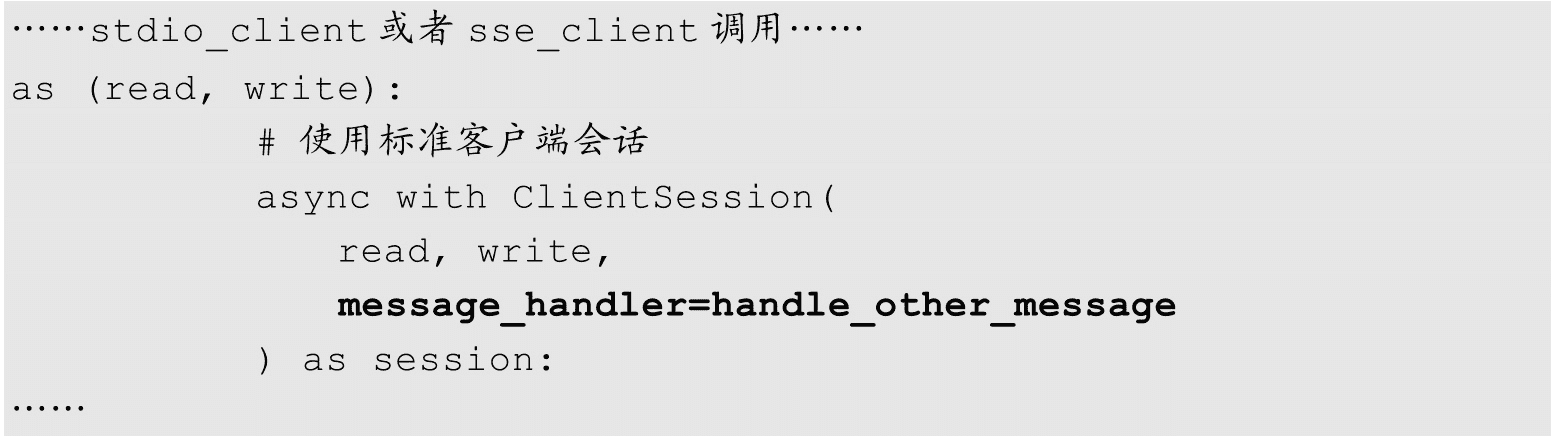 ……stdio_client 或者 sse_client 调用……
as (read, write):
# 使用标准客户端会话
async with ClientSession(
read, write,
message_handler=handle_other_message
) as session:
……